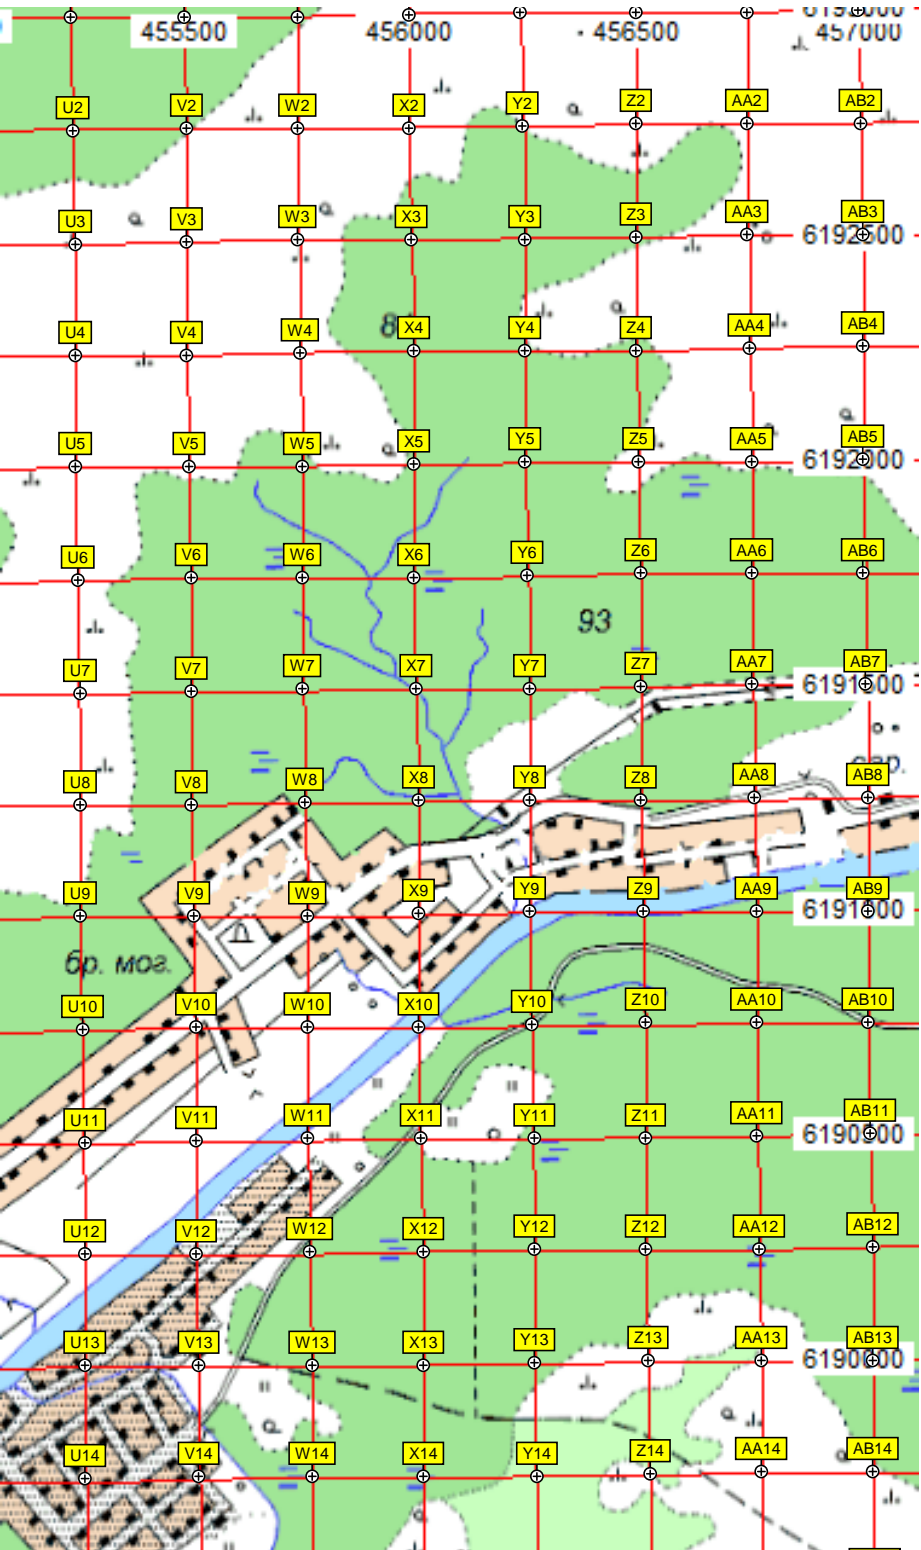 6193000
455500 456000 456500 457000
U2 V2 W2 X2 Y2 Z2 AA2 AB2
U3 V3 W3 X3 Y3 Z3 AA3 AB3
6192500
U4 V4 W4 X4 Y4 Z4 AA4 AB4
U5 V5 W5 X5 Y5 Z5 AA5 AB5
6192000
U6 V6 W6 X6 Y6 Z6 AA6 AB6
93
U7 V7 W7 X7 Y7 Z7 AA7 AB7
6191500
U8 V8 W8 X8 Y8 Z8 AA8 AB8
U9 V9 W9 X9 Y9 Z9 AA9 AB9
6191000
бр. мог.
U10 V10 W10 X10 Y10 Z10 AA10 AB10
U11 V11 W11 X11 Y11 Z11 AA11 AB11
6190500
U12 V12 W12 X12 Y12 Z12 AA12 AB12
U13 V13 W13 X13 Y13 Z13 AA13 AB13
6190000
U14 V14 W14 X14 Y14 Z14 AA14 AB14